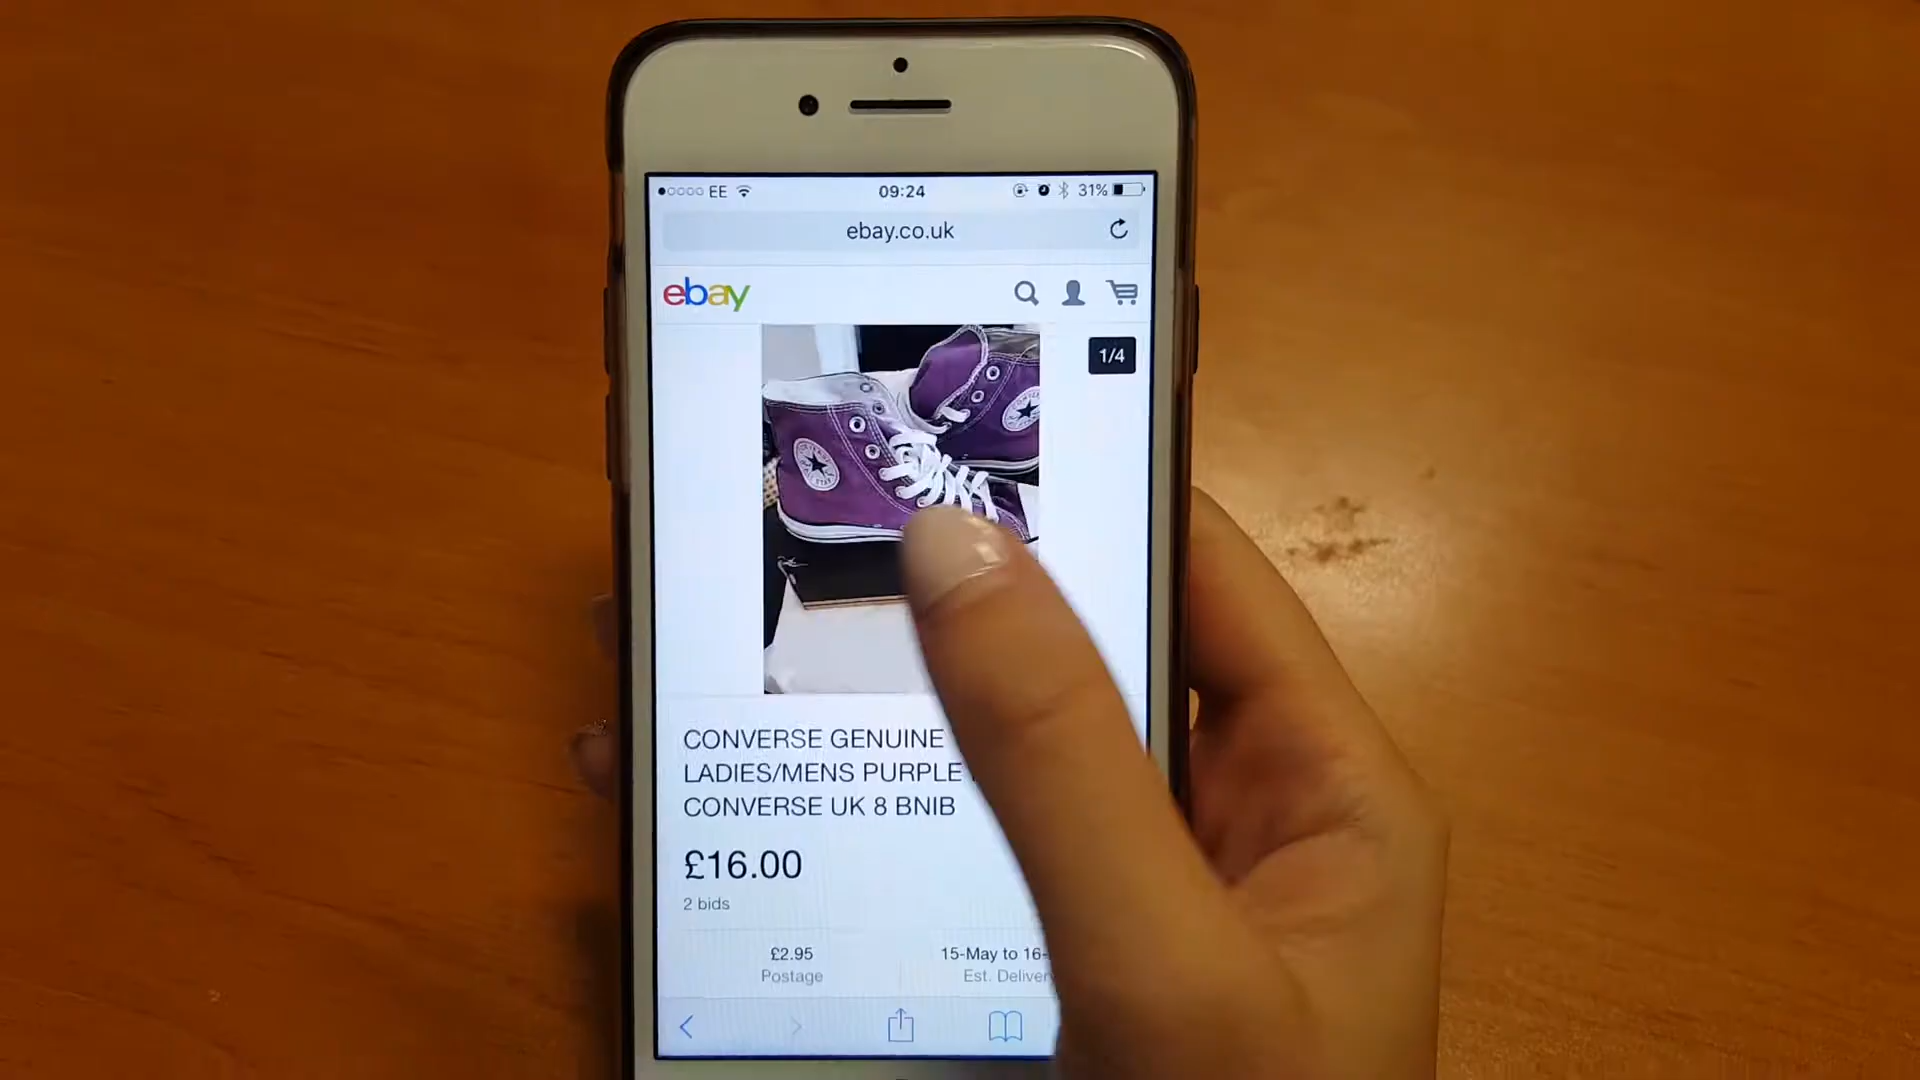 EE 09:24 31%
ebay.co.uk
ebay
1/4
CONVERSE GENUINE
LADIES/MENS PURPLE
CONVERSE UK 8 BNIB
£16.00
2 bids
£2.95 15-May to 16-
Postage Est. Delivery